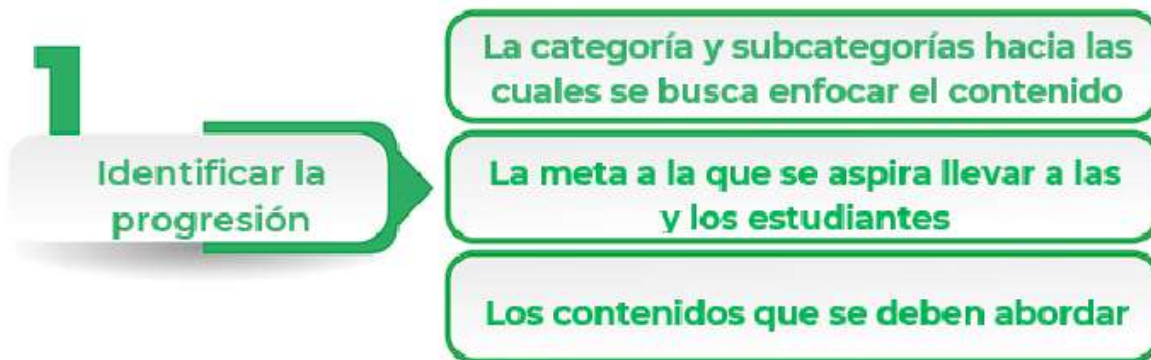 1
Identificar la
progresión
La categoría y subcategorías hacia las
cuales se busca enfocar el contenido
La meta a la que se aspira llevar a las
y los estudiantes
Los contenidos que se deben abordar